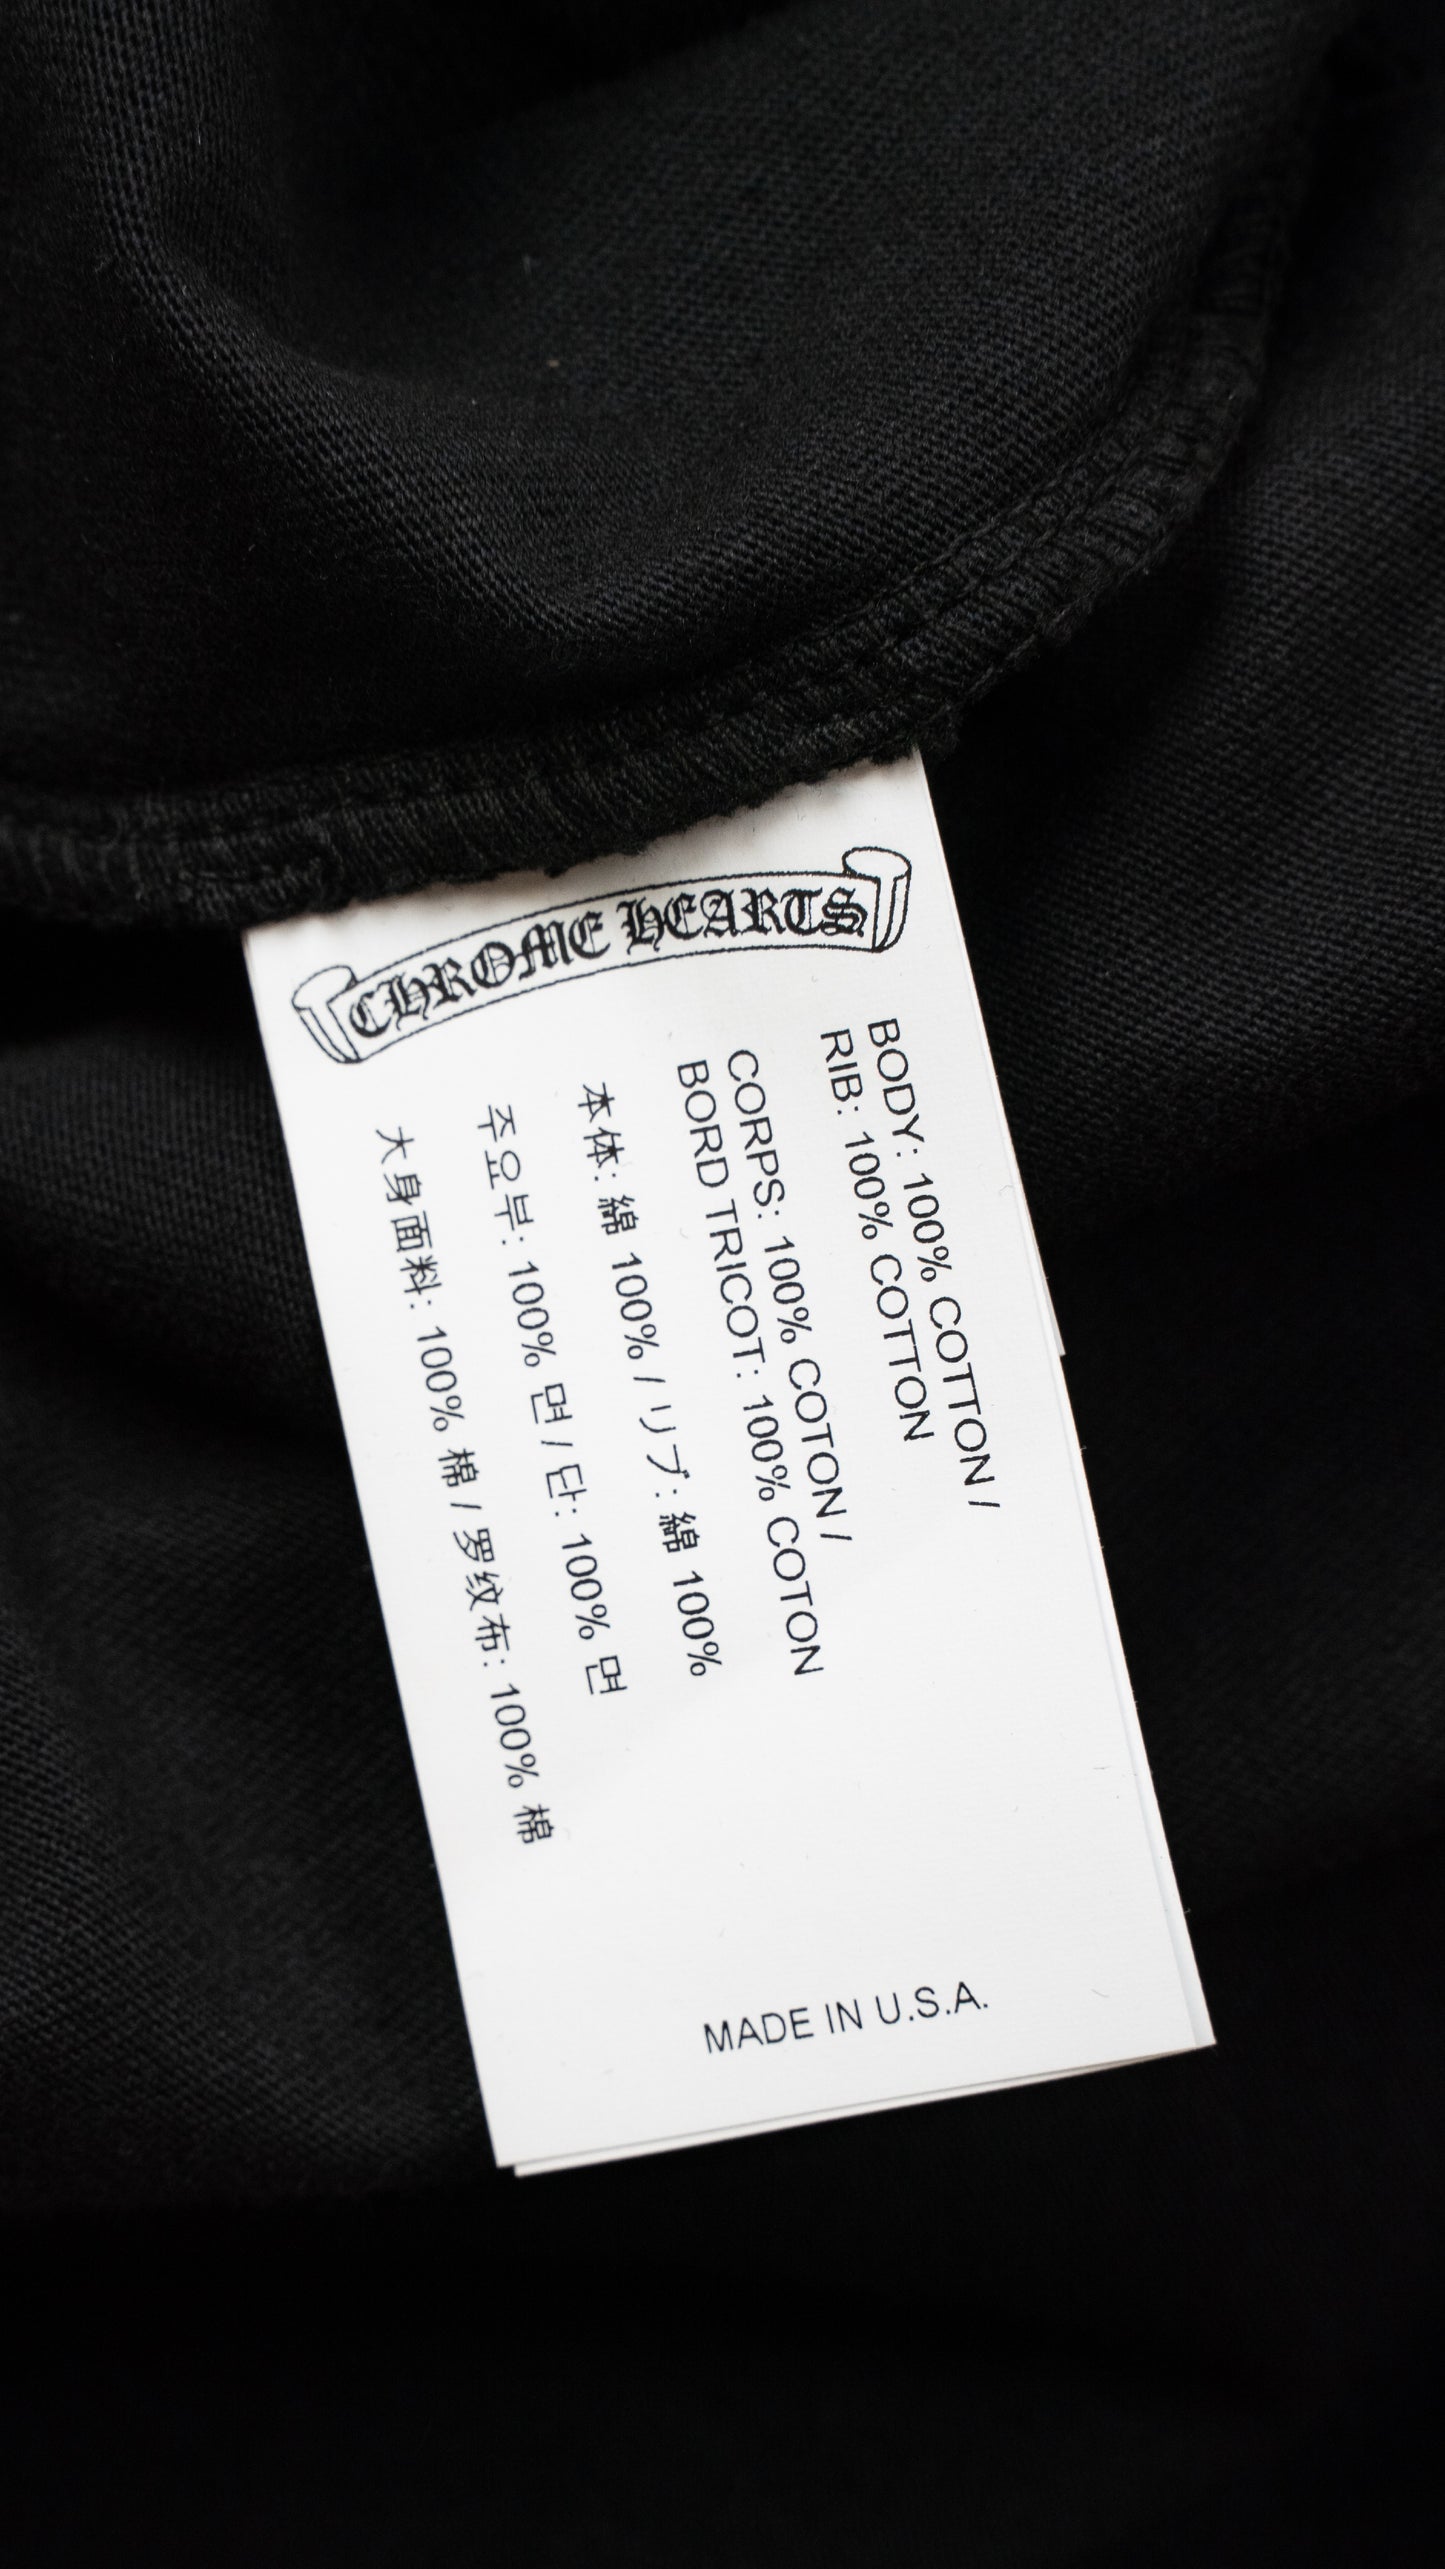 CHROME HEARTS
BODY: 100% COTTON /
RIB: 100% COTTON
CORPS: 100% COTON /
BORD TRICOT: 100% COTON
本体: 綿 100% / リブ: 綿 100%
주요부: 100% 면 / 단: 100% 면
大身面料: 100% 棉 / 罗纹布: 100% 棉
MADE IN U.S.A.